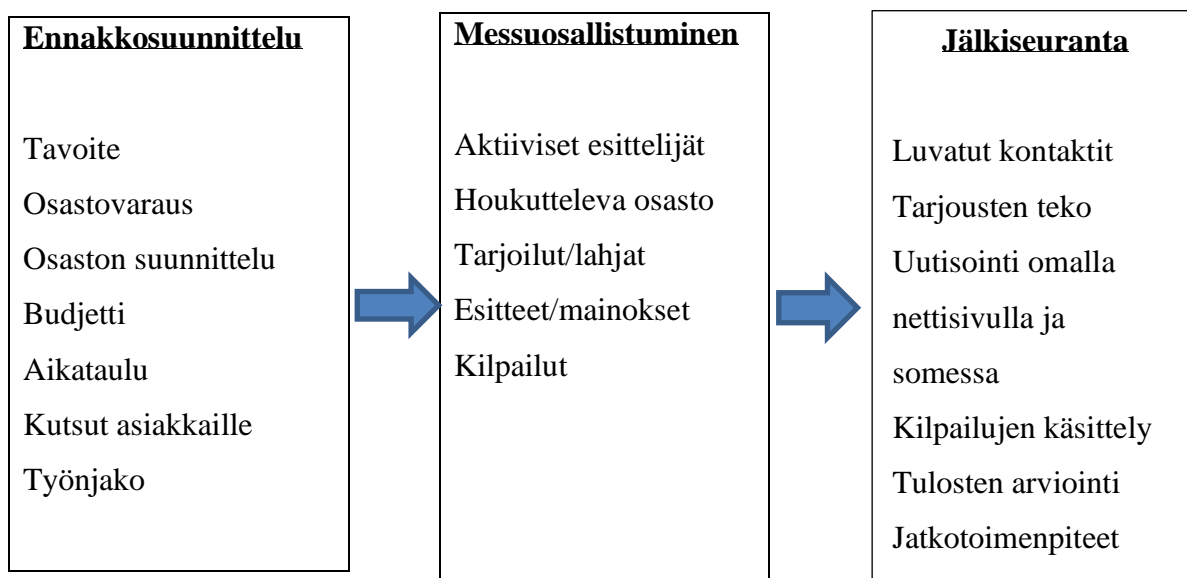 Ennakkosuunnittelu
Tavoite
Osastovaraus
Osaston suunnittelu
Budjetti
Aikataulu
Kutsut asiakkaille
Työnjako
Messuosallistuminen
Aktiiviset esittelijät
Houkutteleva osasto
Tarjoilut/lahjat
Esitteet/mainokset
Kilpailut
Jälkiseuranta
Luvatut kontaktit
Tarjousten teko
Uutisointi omalla
nettisivulla ja
somessa
Kilpailujen käsittely
Tulosten arviointi
Jatkotoimenpiteet